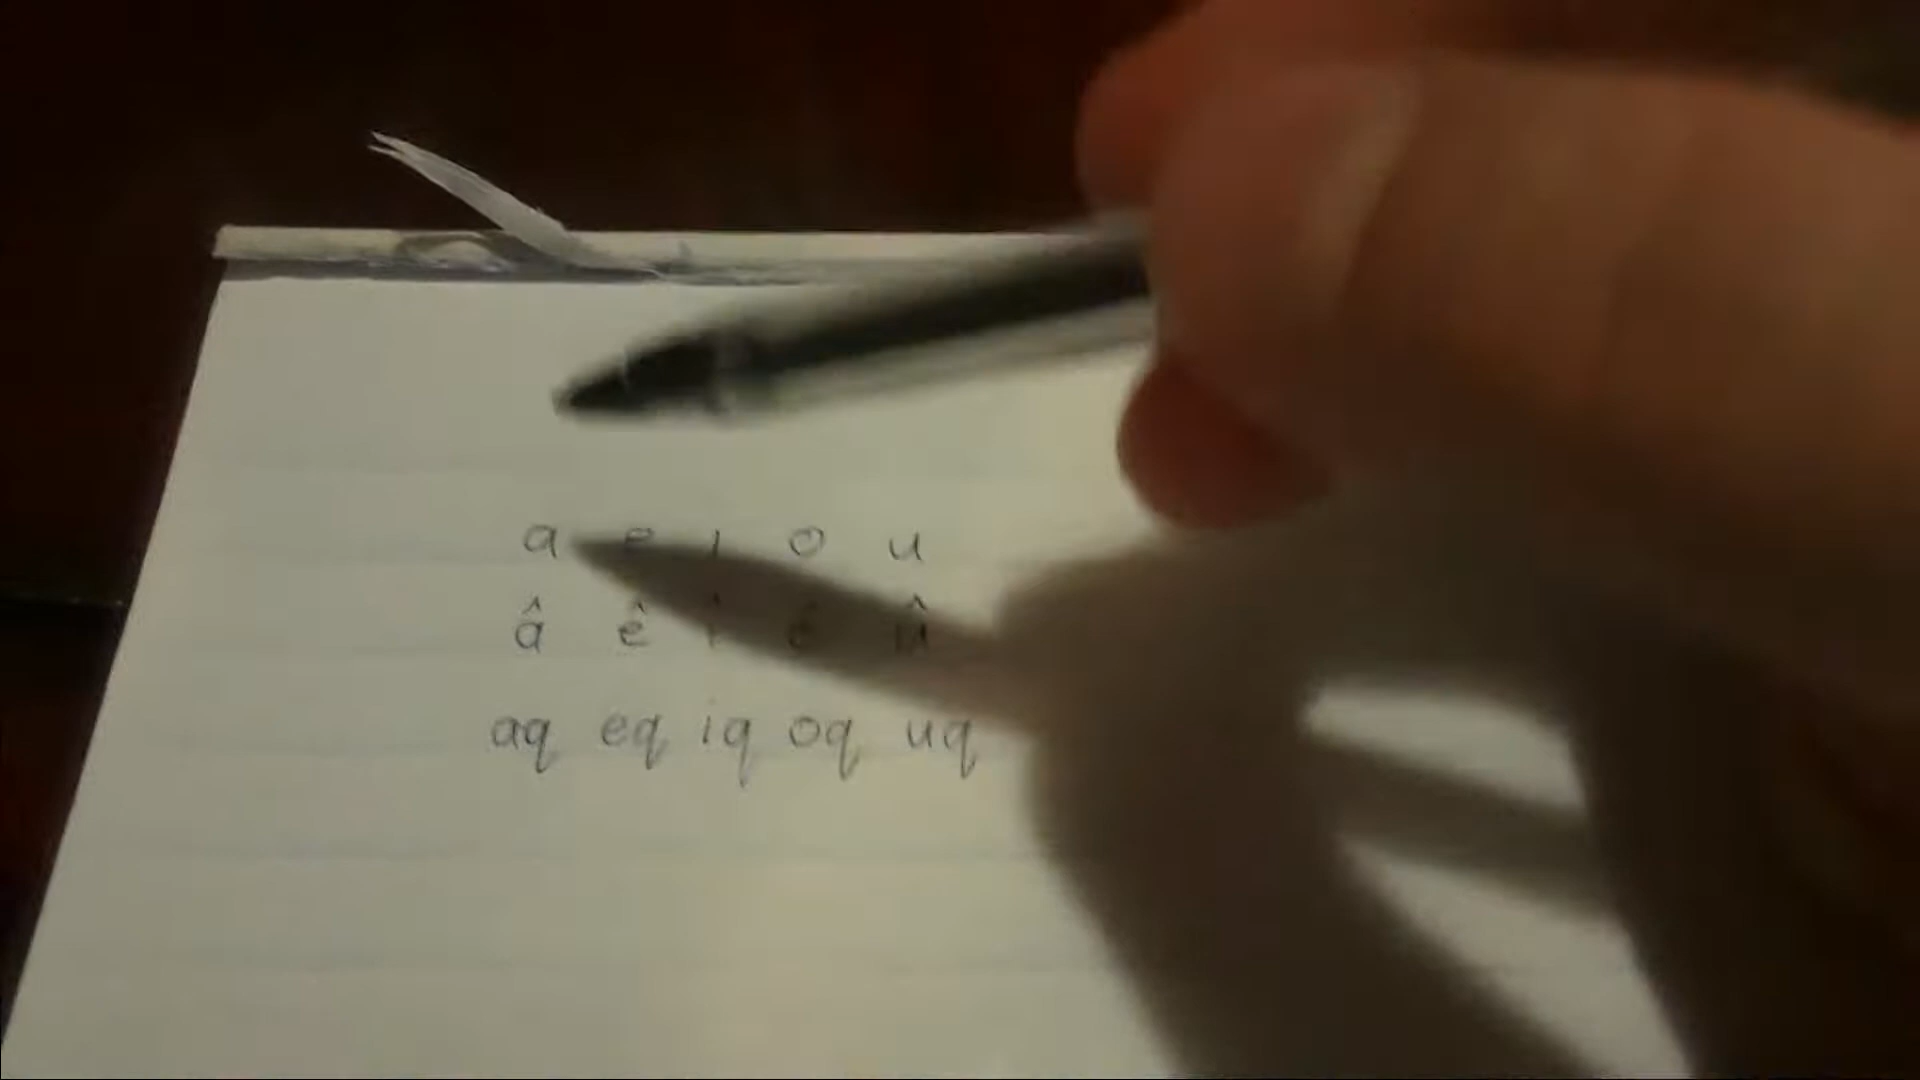 a e i o u
â ê î ô û
aq eq iq oq uq